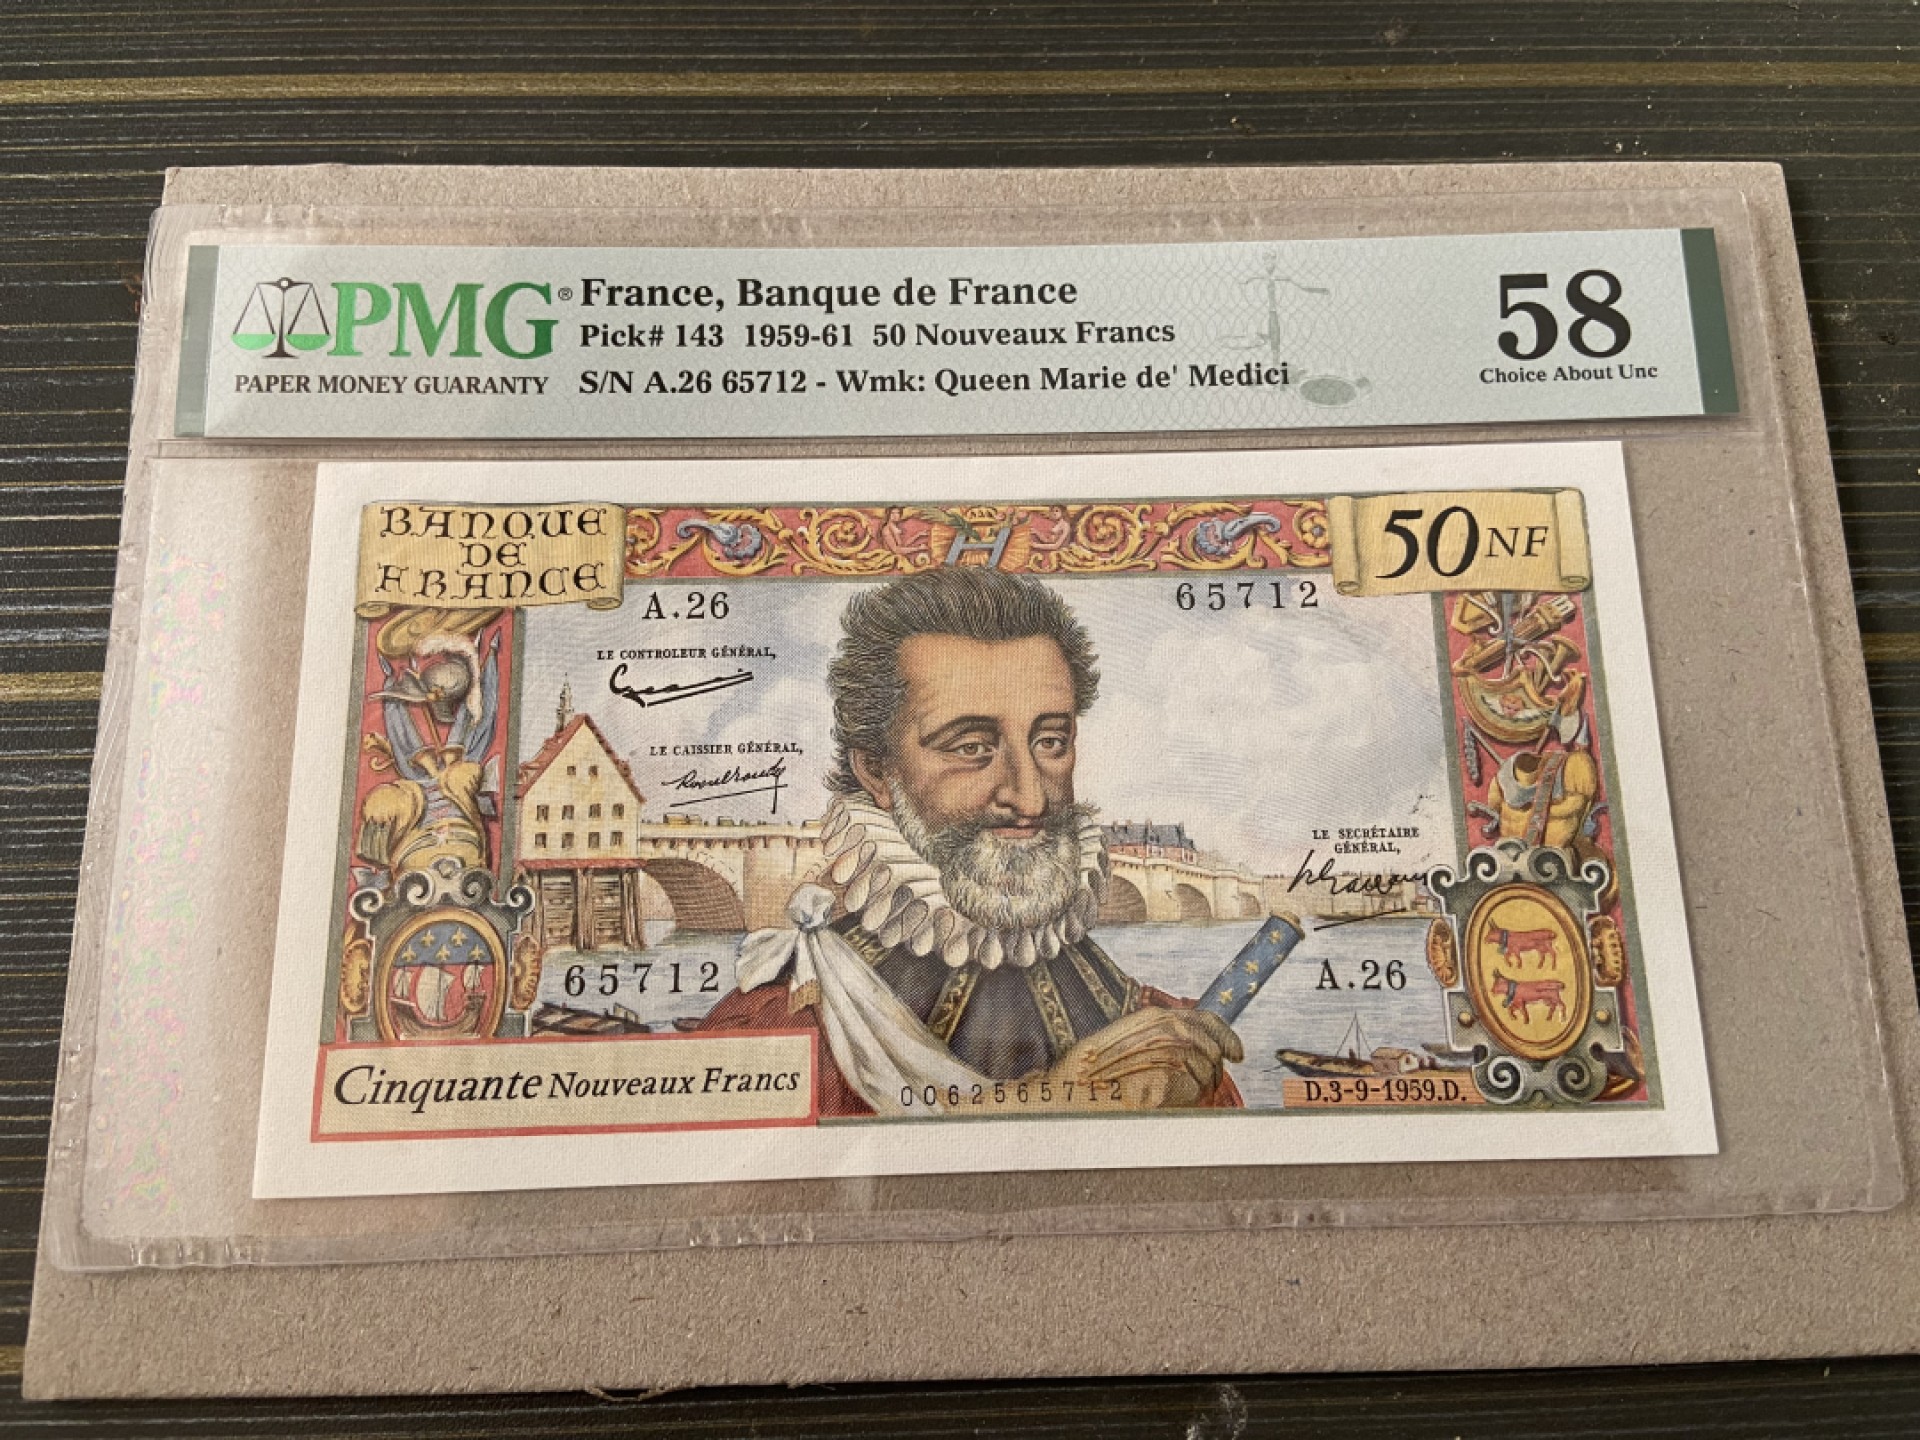 PMG®
PAPER MONEY GUARANTY
France, Banque de France
Pick# 143 1959-61 50 Nouveaux Francs
S/N A.26 65712 - Wmk: Queen Marie de' Medici
58
Choice About Unc
BANQUE
DE
FRANCE
H
50 NF
A.26
65712
LE CONTROLEUR GÉNÉRAL,
LE CAISSIER GÉNÉRAL,
LE SECRÉTAIRE
GÉNÉRAL,
65712
A.26
Cinquante Nouveaux Francs
0062565712
D.3-9-1959.D.